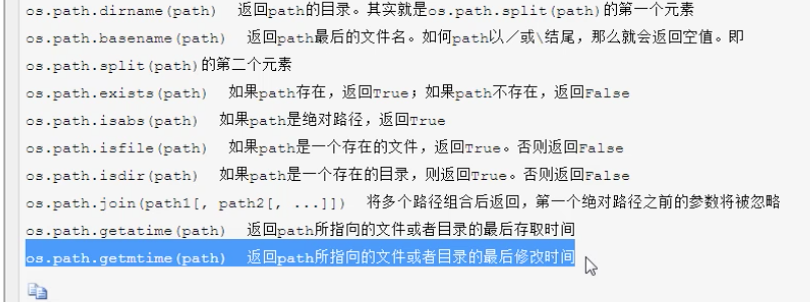 os.path.dirname(path)  返回path的目录。其实就是os.path.split(path)的第一个元素
os.path.basename(path)  返回path最后的文件名。如何path以／或\结尾，那么就会返回空值。即
os.path.split(path)的第二个元素
os.path.exists(path)  如果path存在，返回True；如果path不存在，返回False
os.path.isabs(path)  如果path是绝对路径，返回True
os.path.isfile(path)  如果path是一个存在的文件，返回True。否则返回False
os.path.isdir(path)  如果path是一个存在的目录，则返回True。否则返回False
os.path.join(path1[, path2[, ...]])  将多个路径组合后返回，第一个绝对路径之前的参数将被忽略
os.path.getatime(path)  返回path所指向的文件或者目录的最后存取时间
os.path.getmtime(path)  返回path所指向的文件或者目录的最后修改时间